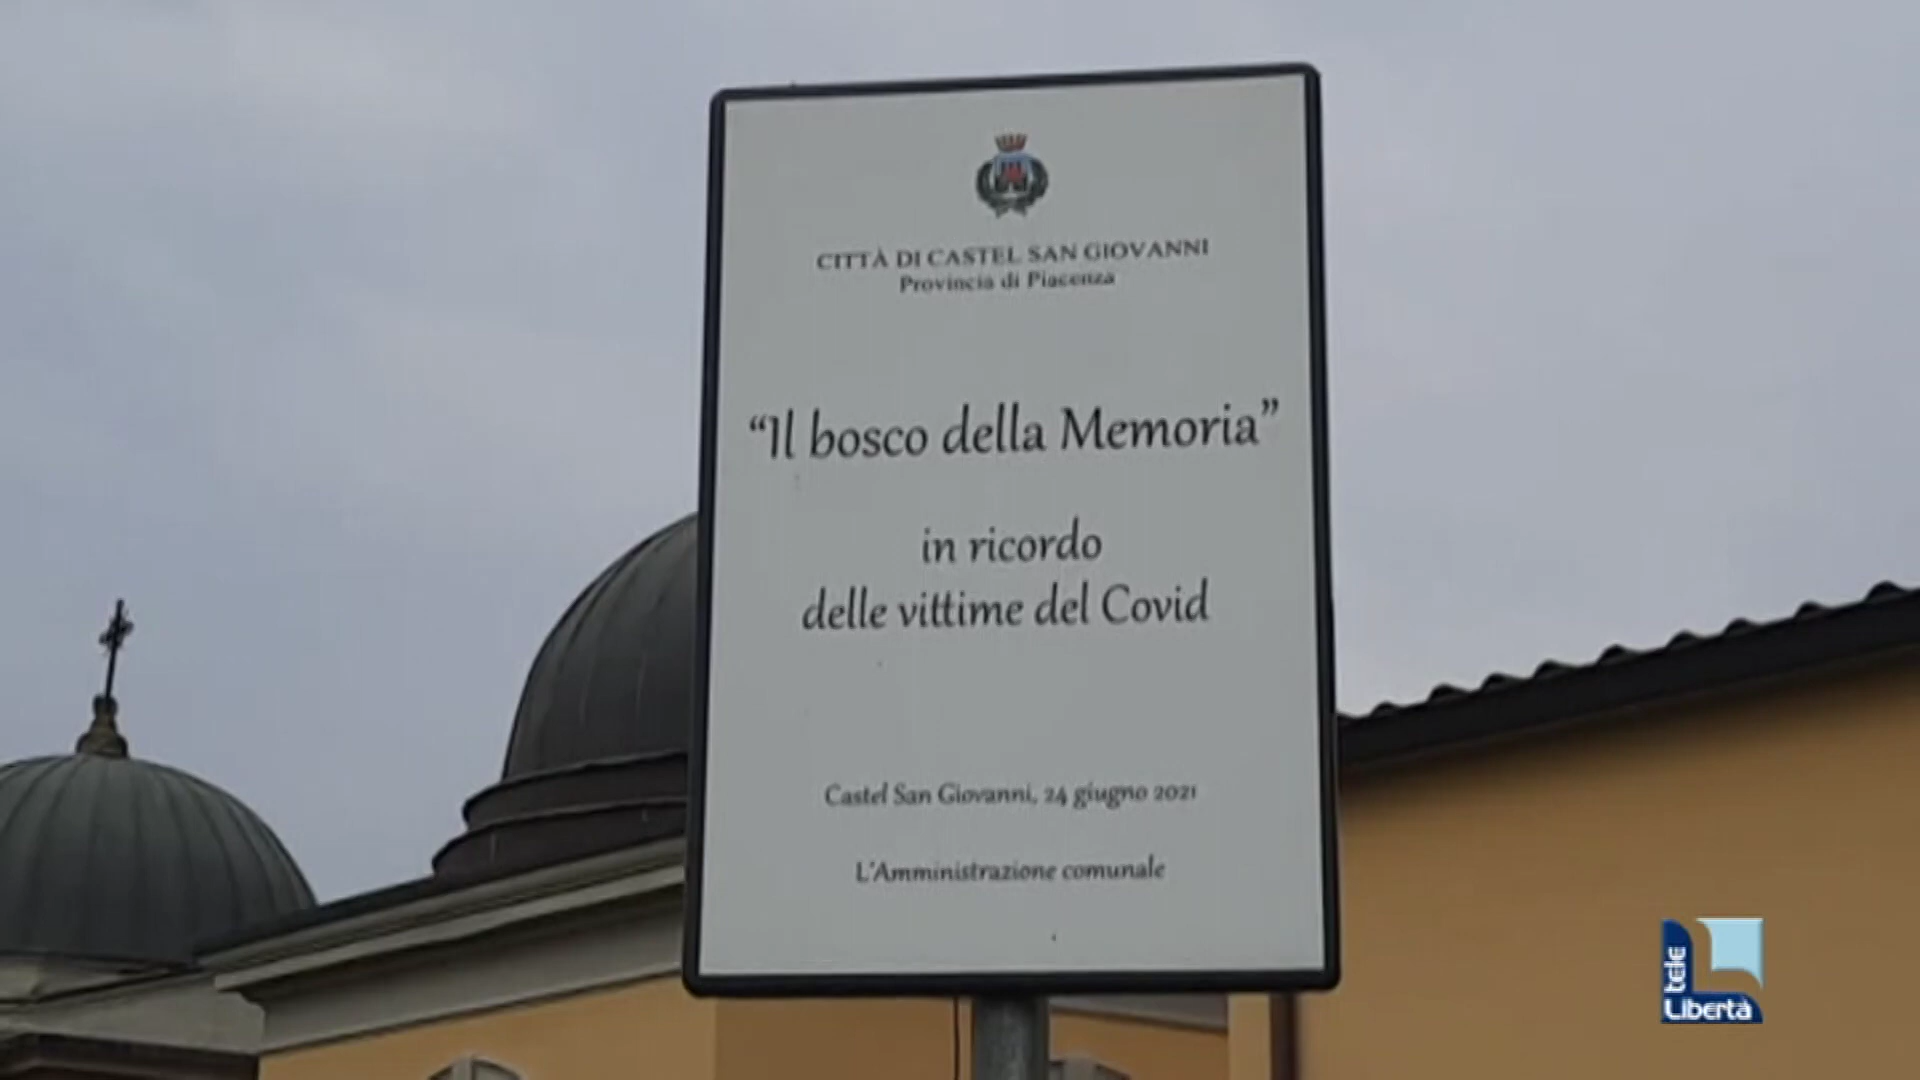 CITTÀ DI CASTEL SAN GIOVANNI
Provincia di Piacenza
“Il bosco della Memoria”
in ricordo
delle vittime del Covid
Castel San Giovanni, 24 giugno 2021
L'Amministrazione comunale
tele
Libertà